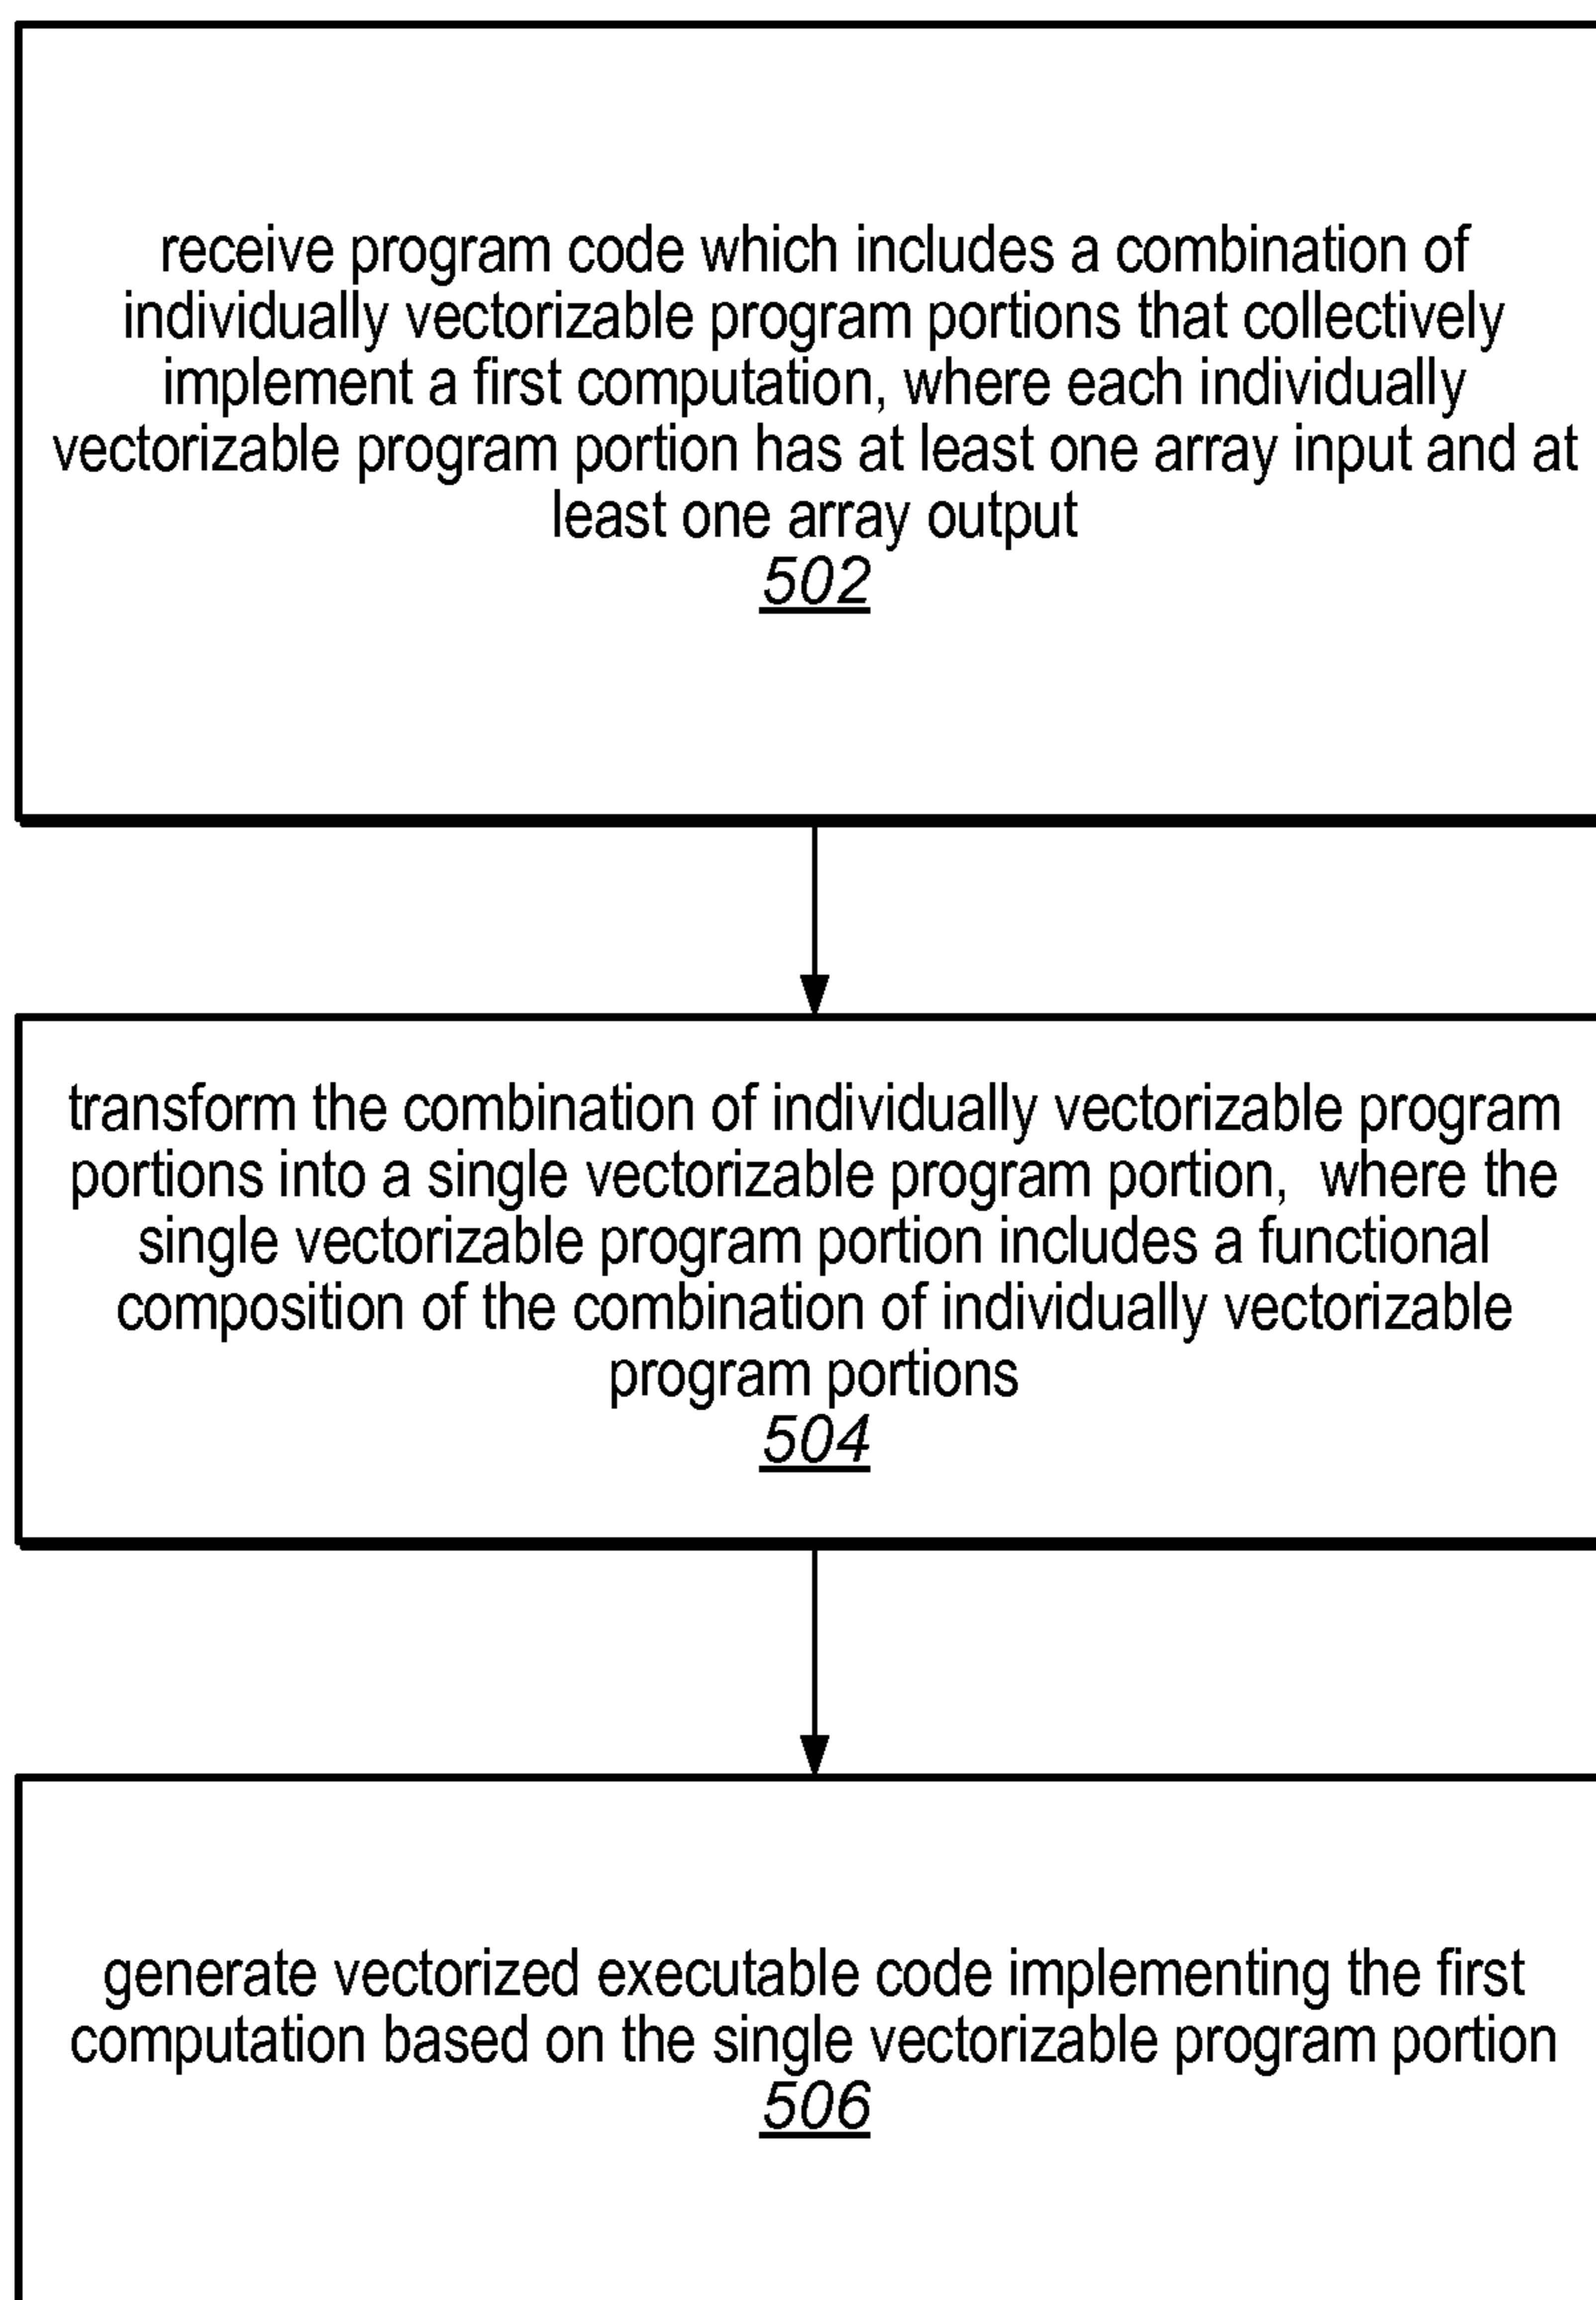 receive program code which includes a combination of
individually vectorizable program portions that collectively
implement a first computation, where each individually
vectorizable program portion has at least one array input and at
least one array output
502
transform the combination of individually vectorizable program
portions into a single vectorizable program portion,  where the
single vectorizable program portion includes a functional
composition of the combination of individually vectorizable
program portions
504
generate vectorized executable code implementing the first
computation based on the single vectorizable program portion
506